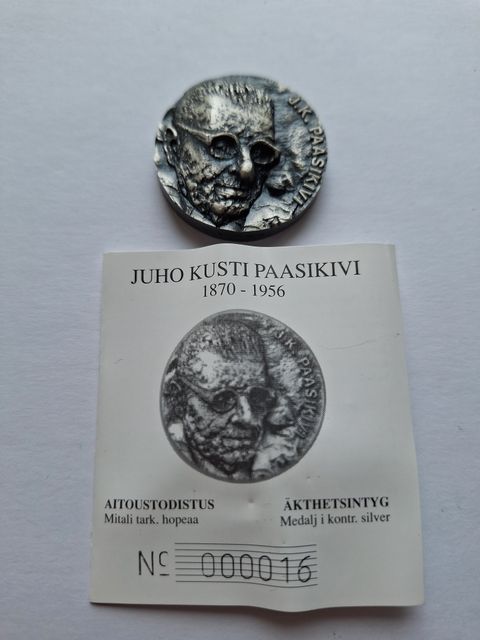 J.K. PAASIKIVI
JUHO KUSTI PAASIKIVI
1870 - 1956
J.K. PAASIKIVI
AITOUSTODISTUS
Mitali tark. hopeaa
ÄKTHETSINTYG
Medalj i kontr. silver
Nº 000016